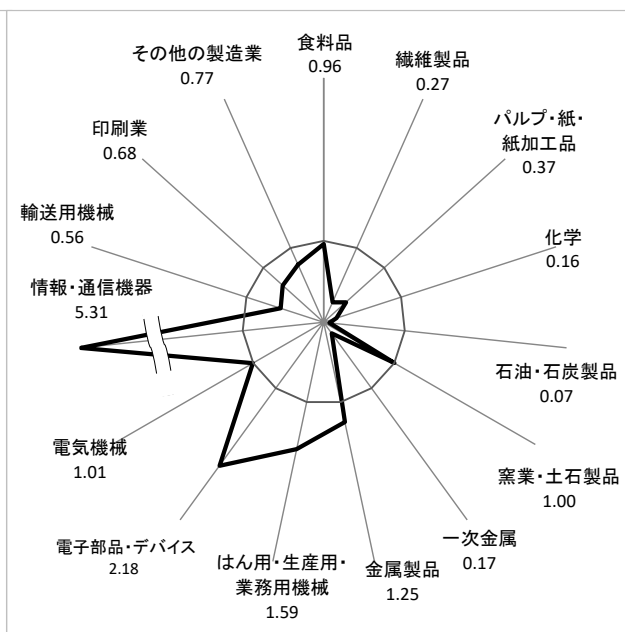 食料品
0.96
繊維製品
0.27
パルプ・紙・
紙加工品
0.37
化学
0.16
石油・石炭製品
0.07
窯業・土石製品
1.00
一次金属
0.17
金属製品
1.25
はん用・生産用・
業務用機械
1.59
電子部品・デバイス
2.18
電気機械
1.01
情報・通信機器
5.31
輸送用機械
0.56
印刷業
0.68
その他の製造業
0.77